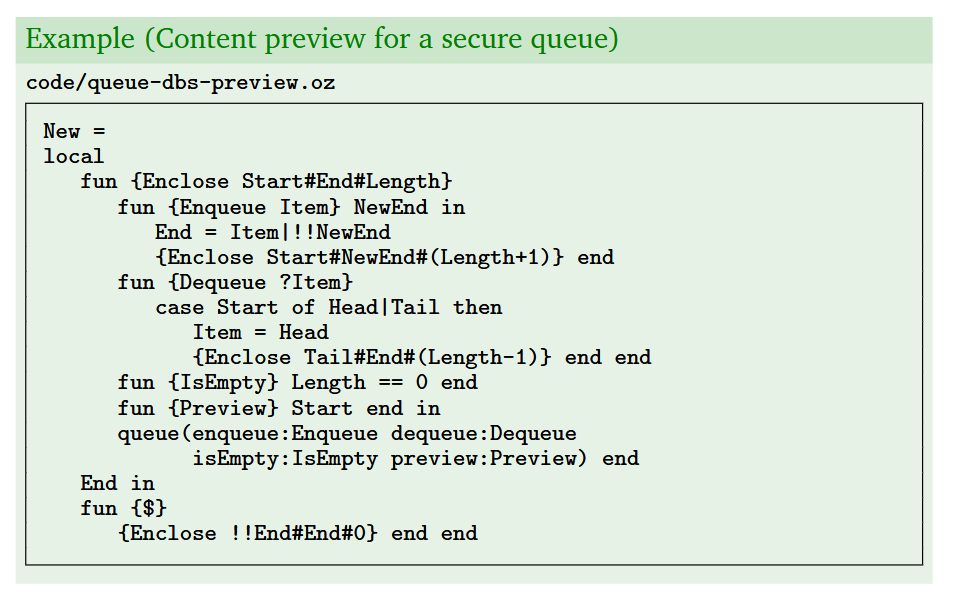 Example (Content preview for a secure queue)
code/queue-dbs-preview.oz
New =
local
   fun {Enclose Start#End#Length}
      fun {Enqueue Item} NewEnd in
         End = Item|!!NewEnd
         {Enclose Start#NewEnd#(Length+1)} end
      fun {Dequeue ?Item}
         case Start of Head|Tail then
            Item = Head
            {Enclose Tail#End#(Length-1)} end end
      fun {IsEmpty} Length == 0 end
      fun {Preview} Start end in
      queue(enqueue:Enqueue dequeue:Dequeue
            isEmpty:IsEmpty preview:Preview) end
   End in
   fun {$}
      {Enclose !!End#End#0} end end